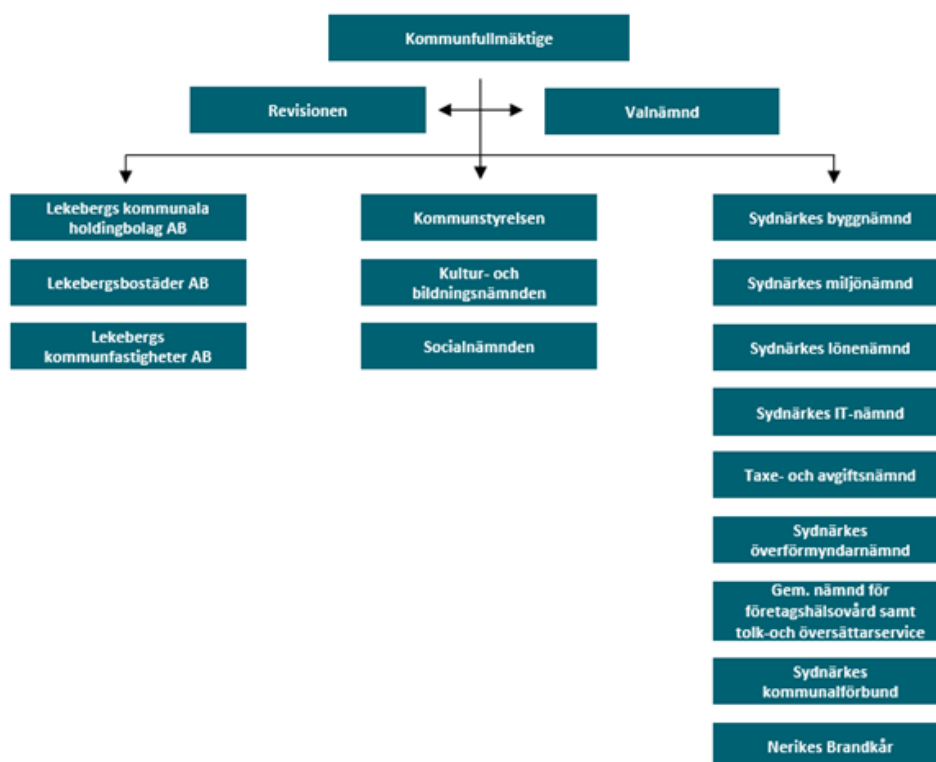 Kommunfullmäktige
Revisionen
Valnämnd
Lekebergs kommunala
holdingbolag AB
Lekebergsbostäder AB
Lekebergs
kommunfastigheter AB
Kommunstyrelsen
Kultur- och
bildningsnämnden
Socialnämnden
Sydnärkes byggnämnd
Sydnärkes miljönämnd
Sydnärkes lönenämnd
Sydnärkes IT-nämnd
Taxe- och avgiftsnämnd
Sydnärkes
överförmyndarnämnd
Gem. nämnd för
företagshälsovård samt
tolk-och översättarservice
Sydnärkes
kommunalförbund
Nerikes Brandkår